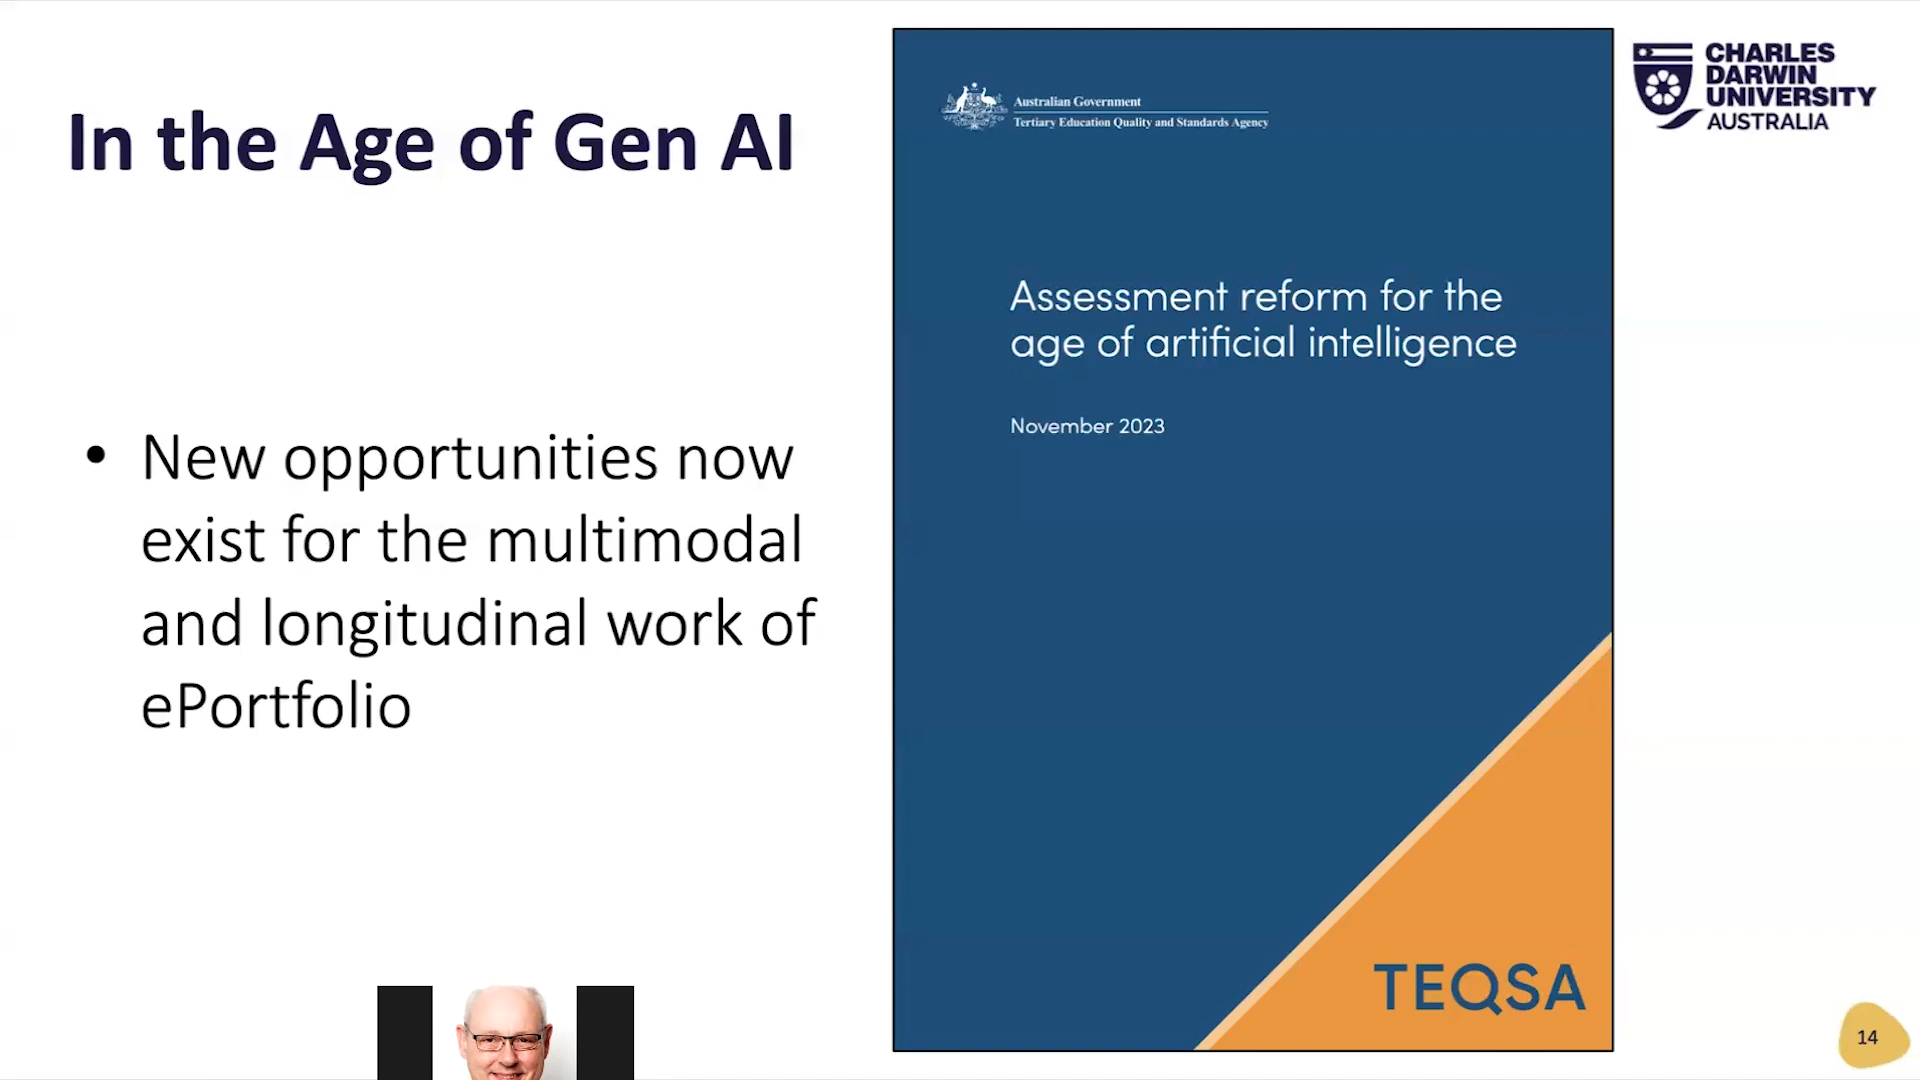 In the Age of Gen AI
• New opportunities now
exist for the multimodal
and longitudinal work of
ePortfolio
Australian Government
Tertiary Education Quality and Standards Agency
Assessment reform for the
age of artificial intelligence
November 2023
TEQSA
CHARLES
DARWIN
UNIVERSITY
AUSTRALIA
14